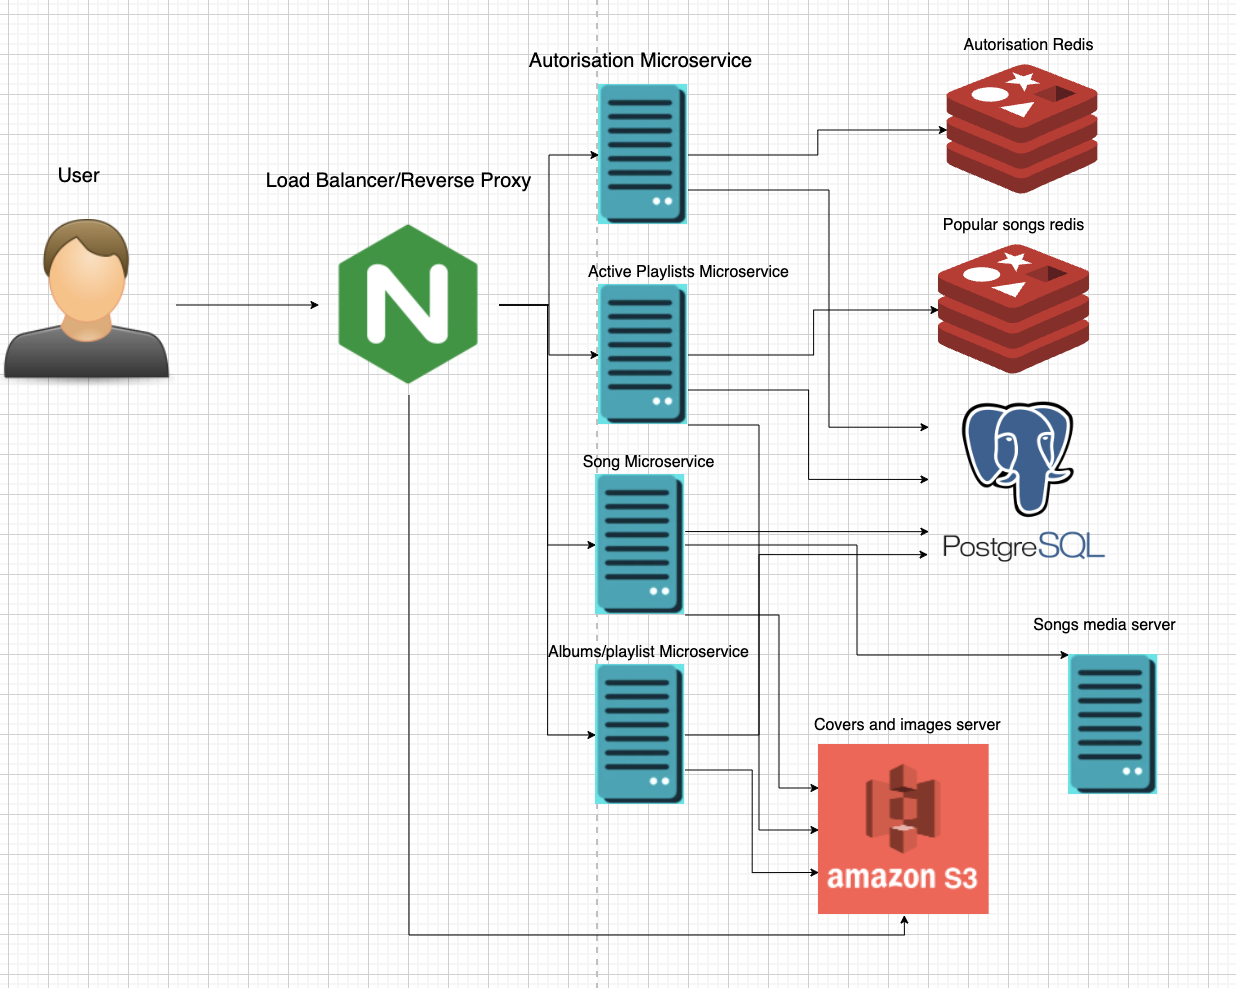 Autorisation Redis
Autorisation Microservice
User
Load Balancer/Reverse Proxy
N
Popular songs redis
Active Playlists Microservice
Song Microservice
PostgreSQL
Songs media server
Albums/playlist Microservice
Covers and images server
amazon S3